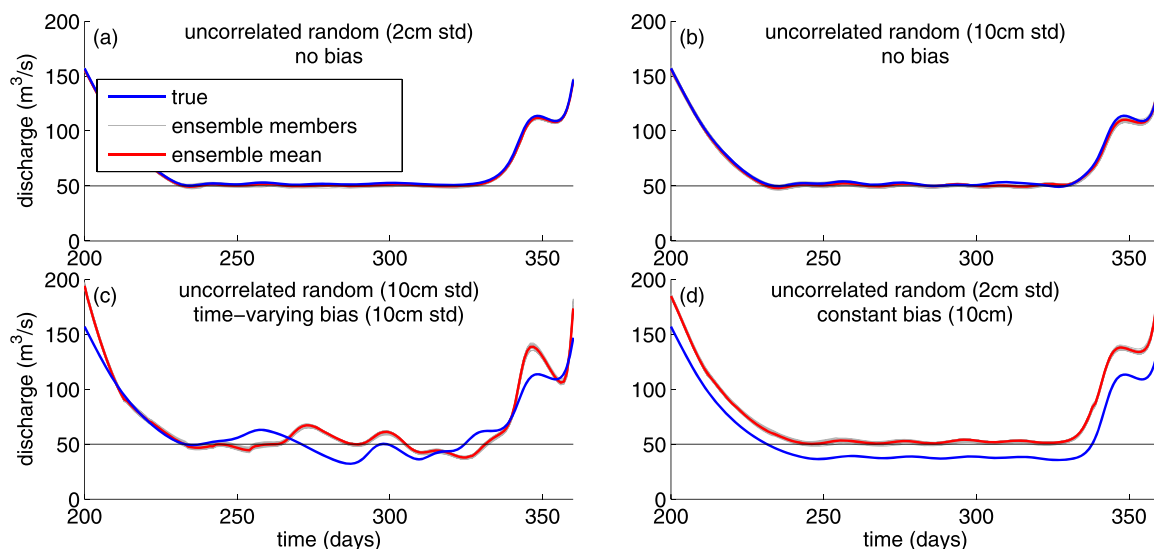 (a)
uncorrelated random (2cm std)
no bias
discharge (m³/s)
200
150
100
50
0
true
ensemble members
ensemble mean
200
250
300
350
(b)
uncorrelated random (10cm std)
no bias
200
150
100
50
0
200
250
300
350
(c)
uncorrelated random (10cm std)
time−varying bias (10cm std)
discharge (m³/s)
200
150
100
50
0
200
250
300
350
time (days)
(d)
uncorrelated random (2cm std)
constant bias (10cm)
200
150
100
50
0
200
250
300
350
time (days)